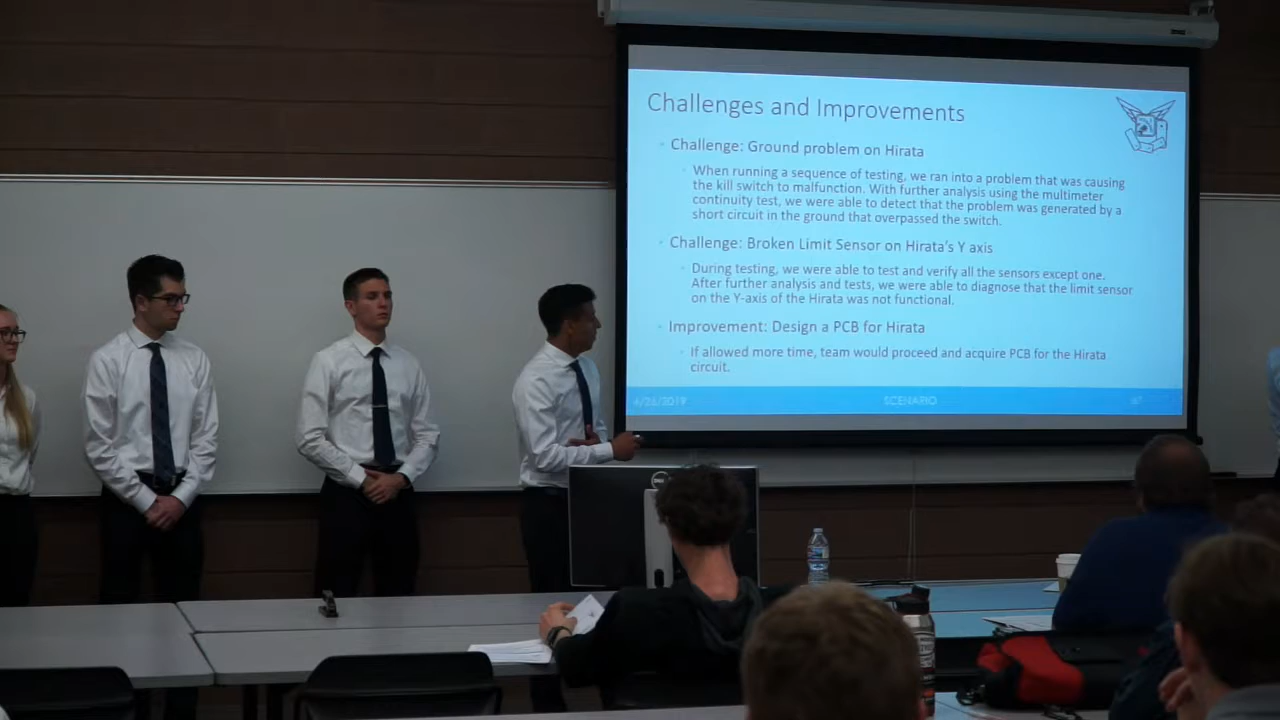 Challenges and Improvements
Challenge: Ground problem on Hirata
When running a sequence of testing, we ran into a problem that was causing
the kill switch to malfunction. With further analysis using the multimeter
continuity test, we were able to detect that the problem was generated by a
short circuit in the ground that overpassed the switch.
Challenge: Broken Limit Sensor on Hirata's Y axis
During testing, we were able to test and verify all the sensors except one.
After further analysis and tests, we were able to diagnose that the limit sensor
on the Y-axis of the Hirata was not functional.
Improvement: Design a PCB for Hirata
If allowed more time, team would proceed and acquire PCB for the Hirata
circuit.
SCENARIO